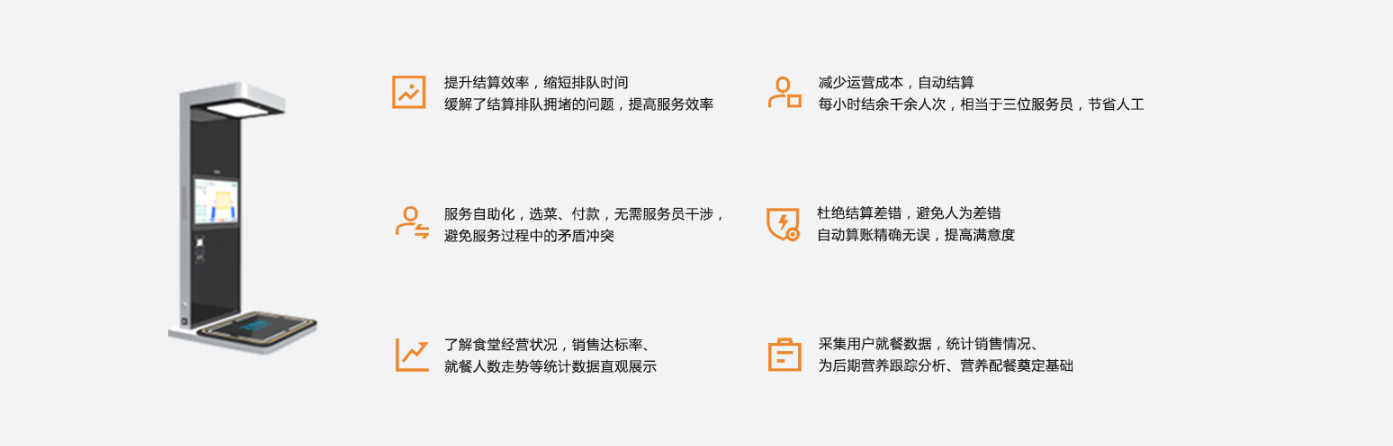 提升结算效率，缩短排队时间
缓解了结算排队拥堵的问题，提高服务效率
减少运营成本，自动结算
每小时结余千余人次，相当于三位服务员，节省人工
服务自助化，选菜、付款，无需服务员干涉，
避免服务过程中的矛盾冲突
杜绝结算差错，避免人为差错
自动算账精确无误，提高满意度
了解食堂经营状况，销售达标率、
就餐人数走势等统计数据直观展示
采集用户就餐数据，统计销售情况、
为后期营养跟踪分析、营养配餐奠定基础